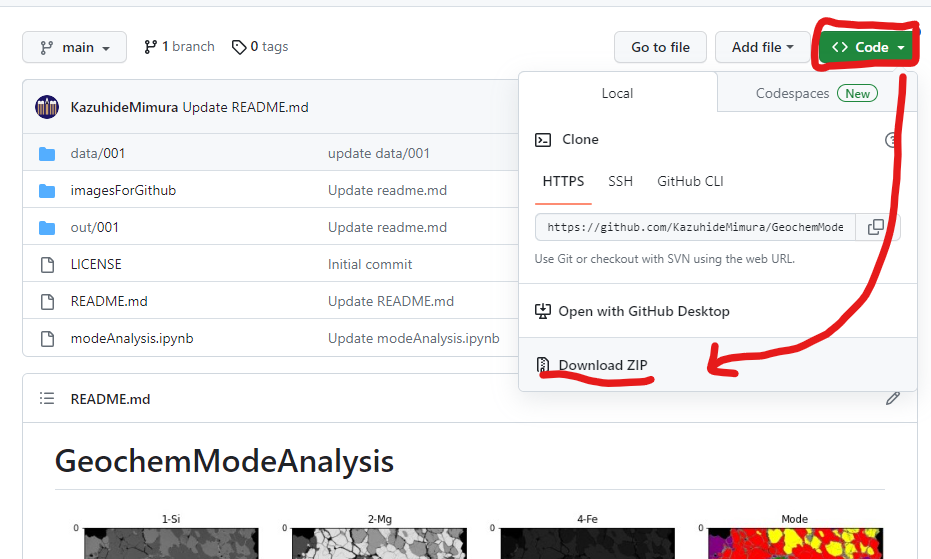 main 1 branch 0 tags Go to file Add file Code
Local Codespaces New
KazuhideMimura Update README.md
Clone
data/001 update data/001
HTTPS SSH GitHub CLI
imagesForGithub Update readme.md
out/001 Update readme.md
https://github.com/KazuhideMimura/GeochemMode
Use Git or checkout with SVN using the web URL.
LICENSE Initial commit
README.md Update README.md
Open with GitHub Desktop
modeAnalysis.ipynb Update modeAnalysis.ipynb
Download ZIP
README.md
GeochemModeAnalysis
1-Si 2-Mg 4-Fe Mode
0 0 0 0